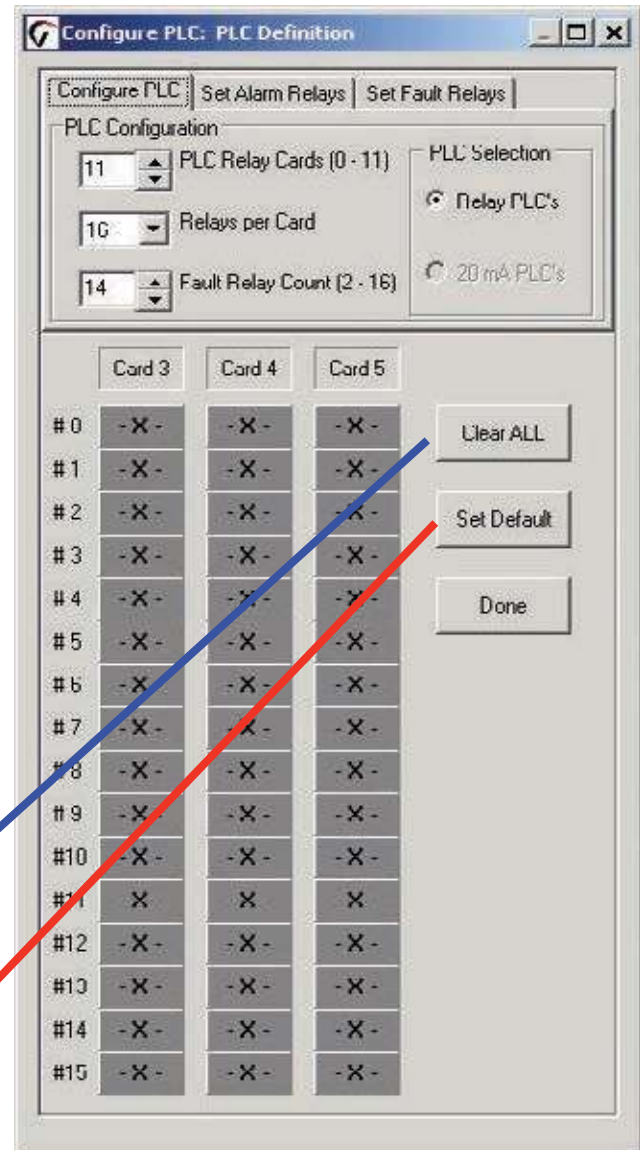 Configure PLC: PLC Definition
Configure PLC Set Alarm Relays Set Fault Relays
PLC Configuration
11 PLC Relay Cards (0 - 11)
PLC Selection
Relay PLC's
16 Relays per Card
20 mA PLC's
14 Fault Relay Count (2 - 16)
Card 3 Card 4 Card 5
#0 -X- -X- -X- Clear ALL
#1 -X- -X- -X-
#2 -X- -X- -X- Set Default
#3 -X- -X- -X-
#4 -X- -X- -X- Done
#5 -X- -X- -X-
#6 -X- -X- -X-
#7 -X- -X- -X-
#8 -X- -X- -X-
#9 -X- -X- -X-
#10 -X- -X- -X-
#11 X X X
#12 -X- -X- -X-
#13 -X- -X- -X-
#14 -X- -X- -X-
#15 -X- -X- -X-